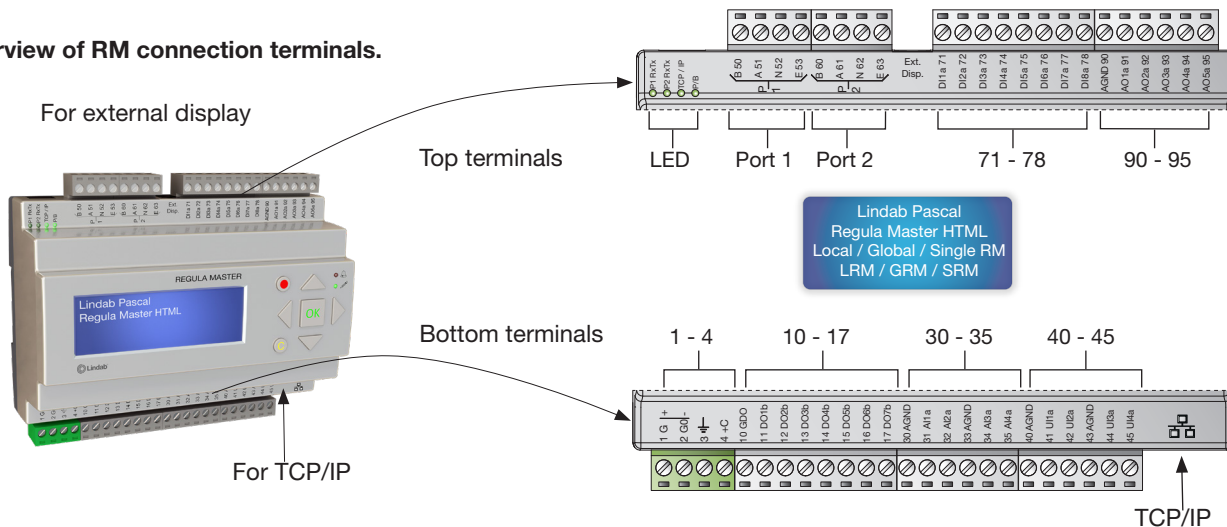 rview of RM connection terminals.
For external display
Top terminals
P1 RxTx
P2 RxTx
TCP / IP
P/B
B 50
A 51
N 52
E 53
P 1
B 60
A 61
N 62
E 63
P 2
Ext.
Disp.
DI1a 71
DI2a 72
DI3a 73
DI4a 74
DI5a 75
DI6a 76
DI7a 77
DI8a 78
AGND 90
AO1a 91
AO2a 92
AO3a 93
AO4a 94
AO5a 95
LED
Port 1
Port 2
71 - 78
90 - 95
Lindab Pascal
Regula Master HTML
Local / Global / Single RM
LRM / GRM / SRM
REGULA MASTER
Lindab Pascal
Regula Master HTML
OK
C
Lindab
For TCP/IP
Bottom terminals
1 - 4
10 - 17
30 - 35
40 - 45
1 G +
2 G0 -
3
4 +C
10 GDO
11 DO1b
12 DO2b
13 DO3b
14 DO4b
15 DO5b
16 DO6b
17 DO7b
30 AGND
31 AI1a
32 AI2a
33 AGND
34 AI3a
35 AI4a
40 AGND
41 UI1a
42 UI2a
43 AGND
44 UI3a
45 UI4a
TCP/IP